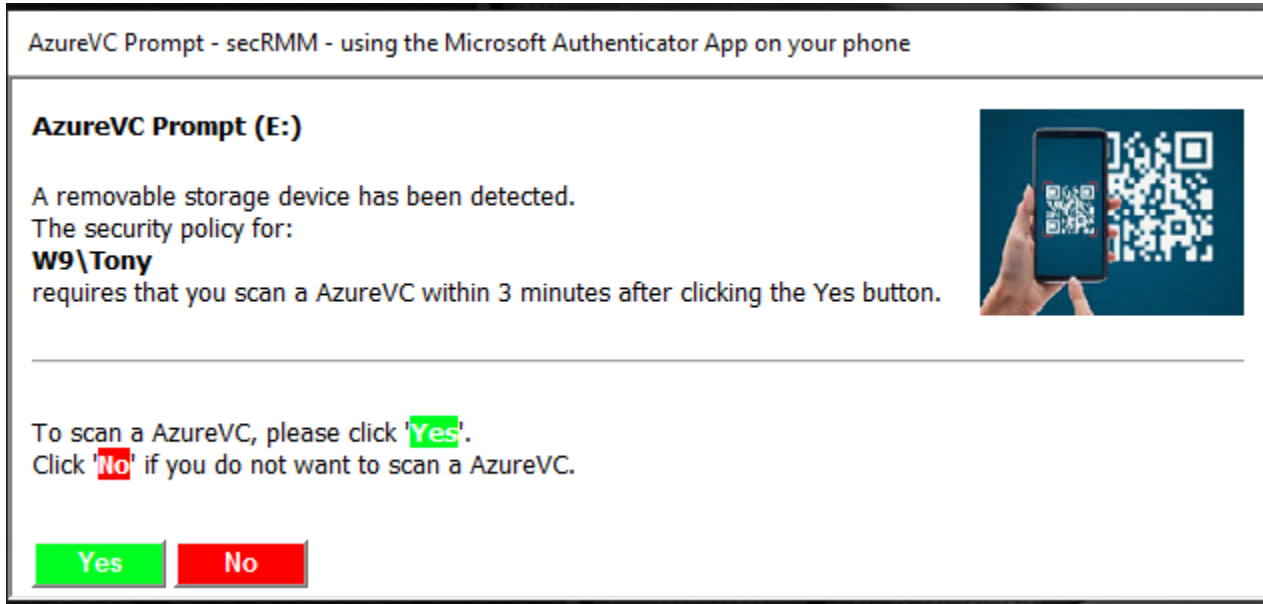 AzureVC Prompt - secRMM - using the Microsoft Authenticator App on your phone
AzureVC Prompt (E:)
A removable storage device has been detected.
The security policy for:
W9\Tony
requires that you scan a AzureVC within 3 minutes after clicking the Yes button.
To scan a AzureVC, please click 'Yes'.
Click 'No' if you do not want to scan a AzureVC.
Yes No